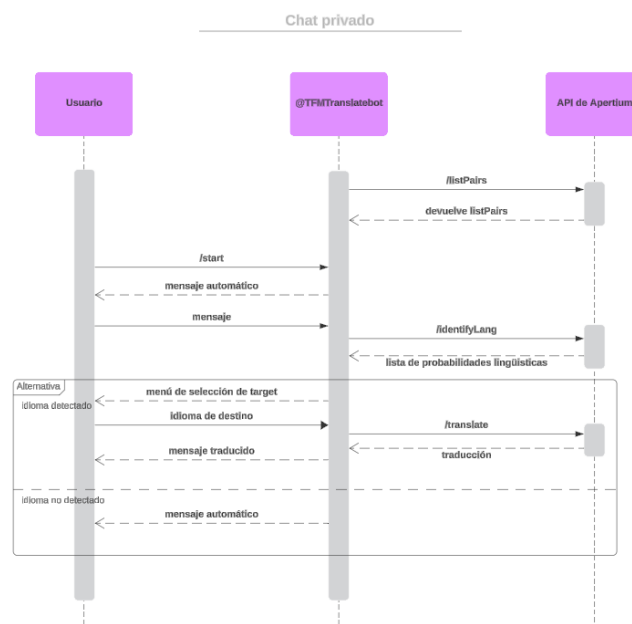 Chat privado
Usuario
@TFMTranslatebot
API de Apertium
/listPairs
devuelve listPairs
/start
mensaje automático
mensaje
/identifyLang
lista de probabilidades lingüísticas
Alternativa
idioma detectado
menú de selección de target
idioma de destino
/translate
mensaje traducido
traducción
idioma no detectado
mensaje automático